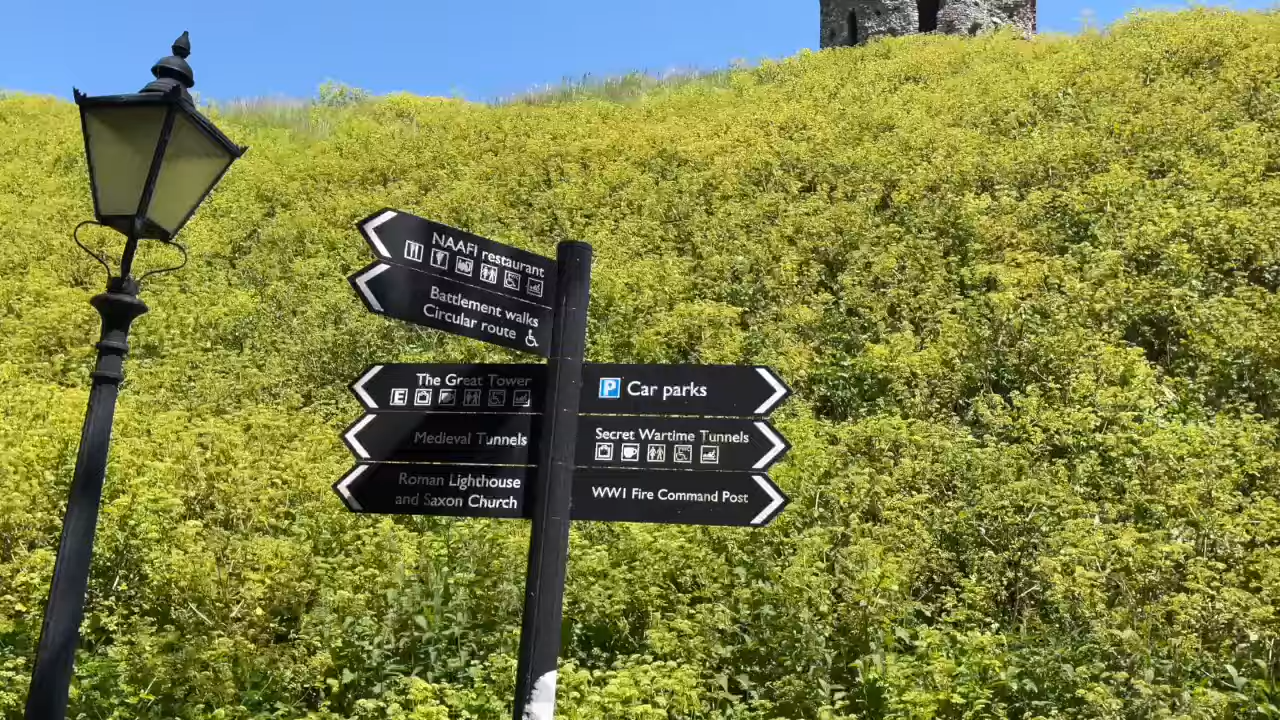 NAAFI restaurant
Battlement walks
Circular route
The Great Tower
E
Medieval Tunnels
Roman Lighthouse
and Saxon Church
P Car parks
Secret Wartime Tunnels
WW1 Fire Command Post